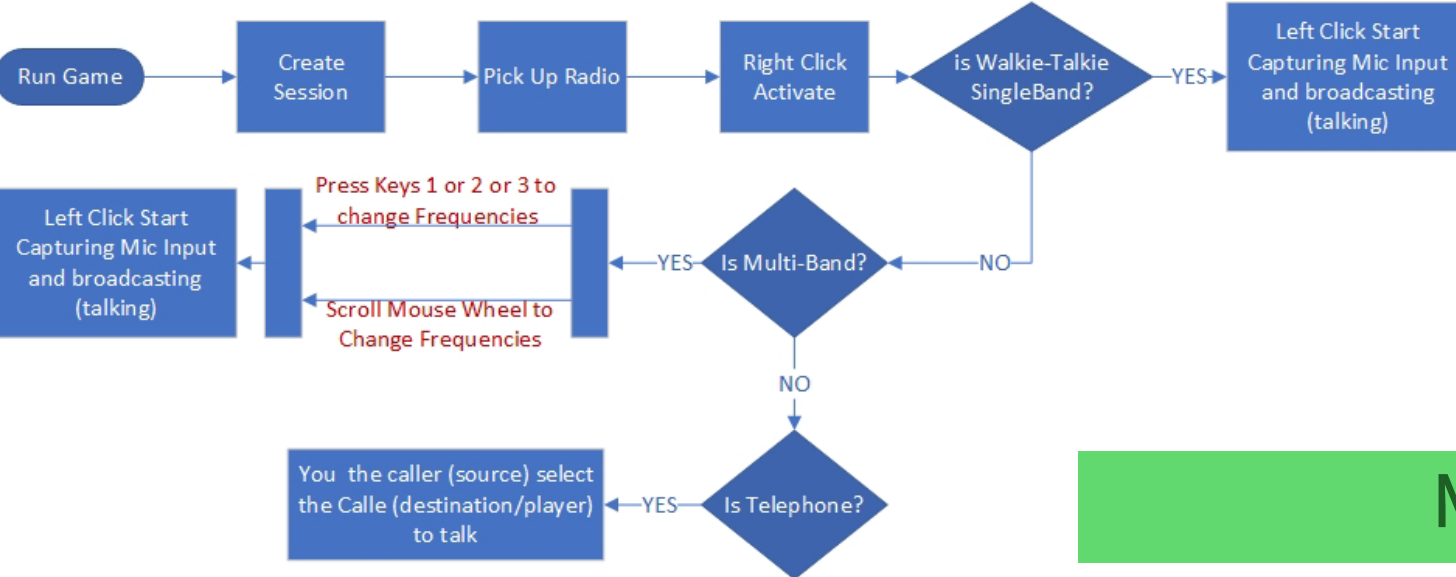 Run Game
Create
Session
Pick Up Radio
Right Click
Activate
is Walkie-Talkie
SingleBand?
YES
Left Click Start
Capturing Mic Input
and broadcasting
(talking)
NO
Is Multi-Band?
YES
Press Keys 1 or 2 or 3 to
change Frequencies
Scroll Mouse Wheel to
Change Frequencies
Left Click Start
Capturing Mic Input
and broadcasting
(talking)
NO
Is Telephone?
YES
You the caller (source) select
the Calle (destination/player)
to talk
M